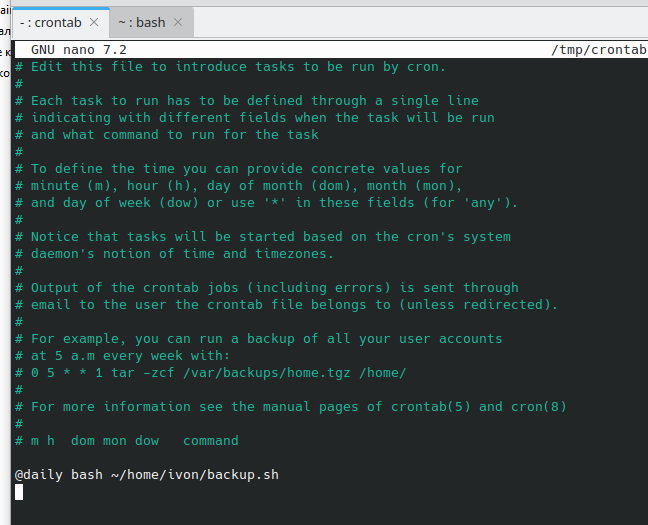 - : crontab
~ : bash
GNU nano 7.2 /tmp/crontab
# Edit this file to introduce tasks to be run by cron.
#
# Each task to run has to be defined through a single line
# indicating with different fields when the task will be run
# and what command to run for the task
#
# To define the time you can provide concrete values for
# minute (m), hour (h), day of month (dom), month (mon),
# and day of week (dow) or use '*' in these fields (for 'any').
#
# Notice that tasks will be started based on the cron's system
# daemon's notion of time and timezones.
#
# Output of the crontab jobs (including errors) is sent through
# email to the user the crontab file belongs to (unless redirected).
#
# For example, you can run a backup of all your user accounts
# at 5 a.m every week with:
# 0 5 * * 1 tar -zcf /var/backups/home.tgz /home/
#
# For more information see the manual pages of crontab(5) and cron(8)
#
# m h  dom mon dow   command
@daily bash ~/home/ivon/backup.sh